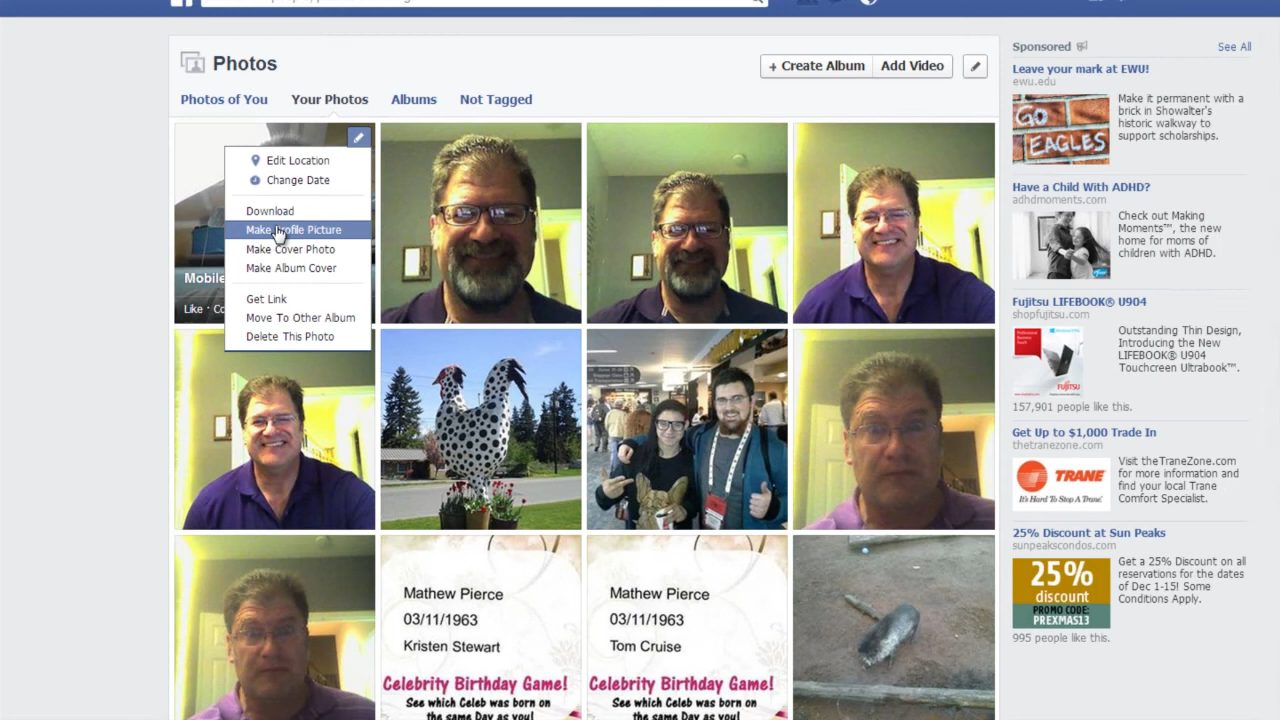 Photos
+ Create Album
Add Video
Photos of You
Your Photos
Albums
Not Tagged
Edit Location
Change Date
Download
Make Profile Picture
Make Cover Photo
Make Album Cover
Get Link
Move To Other Album
Delete This Photo
Mobile
Like · Co
Mathew Pierce
03/11/1963
Kristen Stewart
Celebrity Birthday Game!
See which Celeb was born on
the same Day as you!
Mathew Pierce
03/11/1963
Tom Cruise
Celebrity Birthday Game!
See which Celeb was born on
the same Day as you!
Sponsored
See All
Leave your mark at EWU!
ewu.edu
GO
EAGLES
Make it permanent with a
brick in Showalter's
historic walkway to
support scholarships.
Have a Child With ADHD?
adhdmoments.com
Check out Making
Moments™, the new
home for moms of
children with ADHD.
Fujitsu LIFEBOOK® U904
shopfujitsu.com
FUJITSU
Outstanding Thin Design,
Introducing the New
LIFEBOOK® U904
Touchscreen Ultrabook™.
157,901 people like this.
Get Up to $1,000 Trade In
thetranezone.com
TRANE
It's Hard To Stop A Trane.
Visit theTraneZone.com
for more information and
find your local Trane
Comfort Specialist.
25% Discount at Sun Peaks
sunpeakscondos.com
25%
discount
PROMO CODE:
PREXMAS13
Get a 25% Discount on all
reservations for the dates
of Dec 1-15! Some
Conditions Apply.
995 people like this.